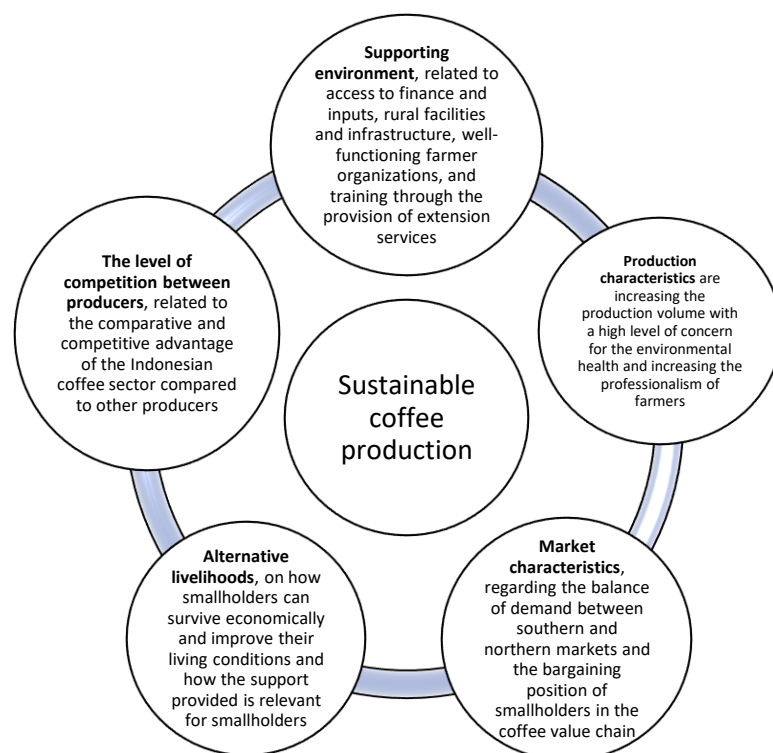 Supporting
environment, related to
access to finance and
inputs, rural facilities
and infrastructure, well-
functioning farmer
organizations, and
training through the
provision of extension
services
Production
characteristics are
increasing the
production volume with
a high level of concern
for the environmental
health and increasing the
professionalism of
farmers
Market
characteristics,
regarding the balance
of demand between
southern and
northern markets and
the bargaining
position of
smallholders in the
coffee value chain
Alternative
livelihoods, on how
smallholders can
survive economically
and improve their
living conditions and
how the support
provided is relevant
for smallholders
The level of
competition between
producers, related to
the comparative and
competitive advantage
of the Indonesian
coffee sector compared
to other producers
Sustainable
coffee
production